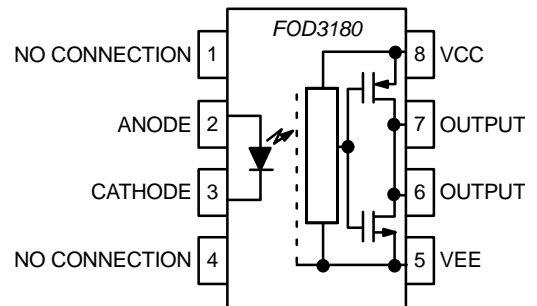 FOD3180
NO CONNECTION 1
8 VCC
ANODE 2
7 OUTPUT
CATHODE 3
6 OUTPUT
NO CONNECTION 4
5 VEE